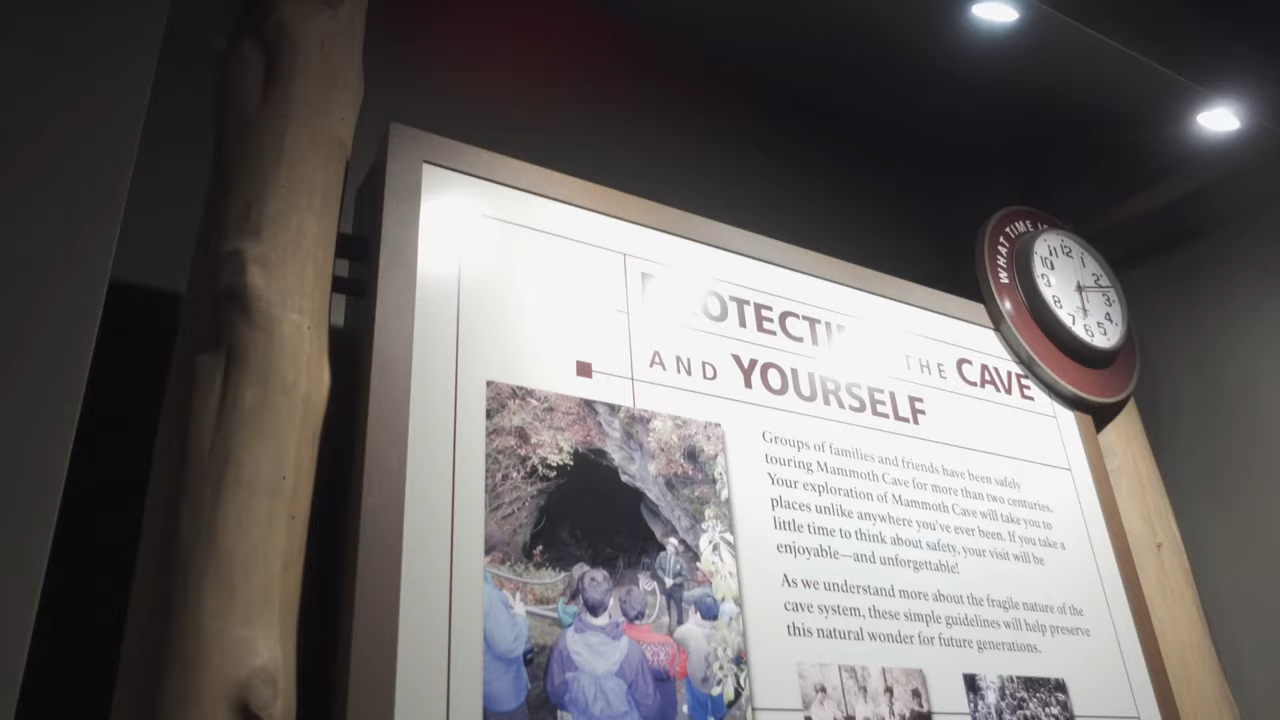 WHAT TIME IS
12
1
2
3
4
5
6
7
8
9
10
11
THE CAVE
AND YOURSELF
Groups of families and friends have been safely
touring Mammoth Cave for more than two centuries.
Your exploration of Mammoth Cave will take you to
places unlike anywhere you've ever been. If you take a
little time to think about safety, your visit will be
enjoyable—and unforgettable!
As we understand more about the fragile nature of the
cave system, these simple guidelines will help preserve
this natural wonder for future generations.